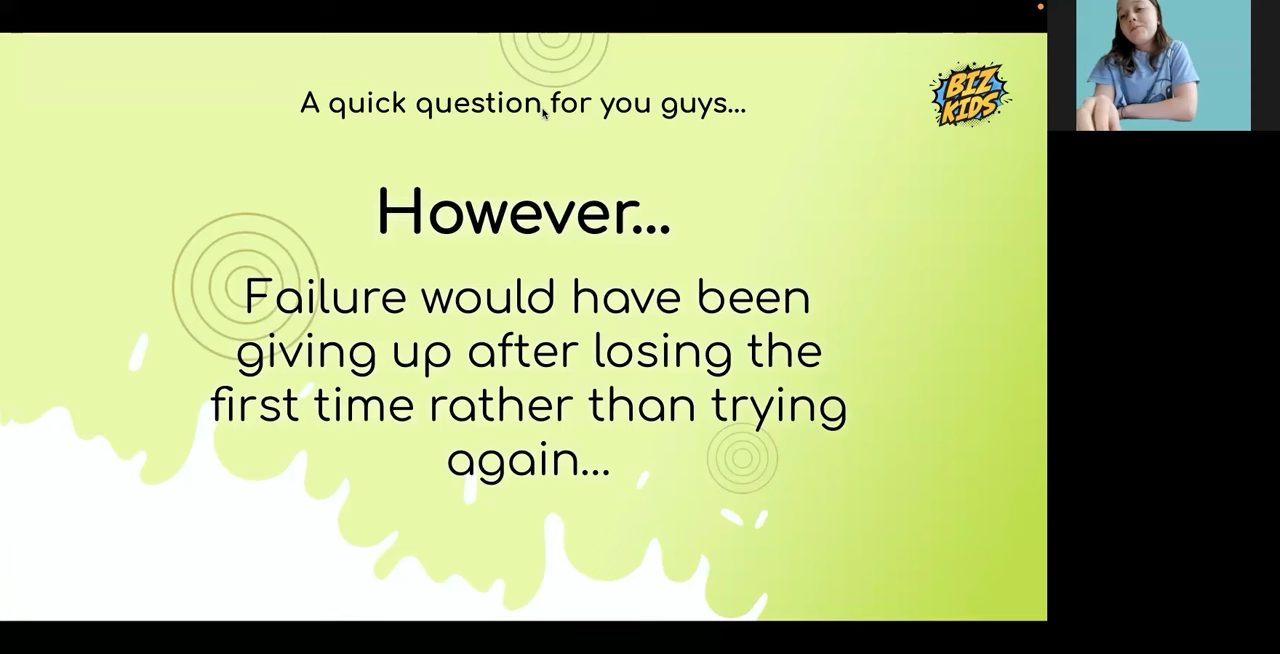 A quick question for you guys...
BIZ
KIDS
However...
Failure would have been
giving up after losing the
first time rather than trying
again...